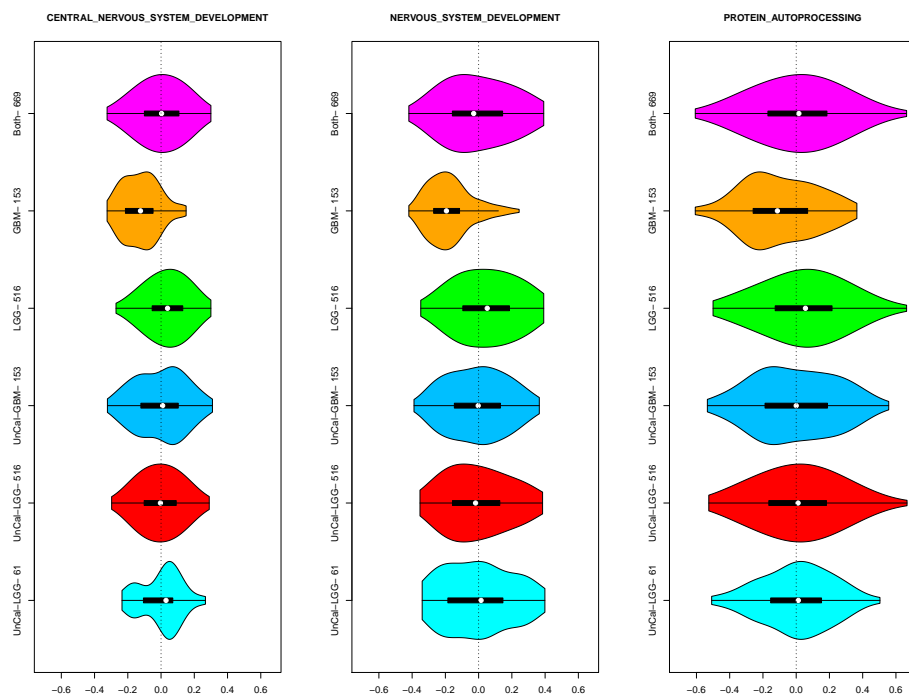 CENTRAL_NERVOUS_SYSTEM_DEVELOPMENT
Both− 669
GBM− 153
LGG− 516
UnCal−GBM− 153
UnCal−LGG− 516
UnCal−LGG− 61
−0.6 −0.4 −0.2 0.0 0.2 0.4 0.6
NERVOUS_SYSTEM_DEVELOPMENT
Both− 669
GBM− 153
LGG− 516
UnCal−GBM− 153
UnCal−LGG− 516
UnCal−LGG− 61
−0.6 −0.4 −0.2 0.0 0.2 0.4 0.6
PROTEIN_AUTOPROCESSING
Both− 669
GBM− 153
LGG− 516
UnCal−GBM− 153
UnCal−LGG− 516
UnCal−LGG− 61
−0.6 −0.4 −0.2 0.0 0.2 0.4 0.6